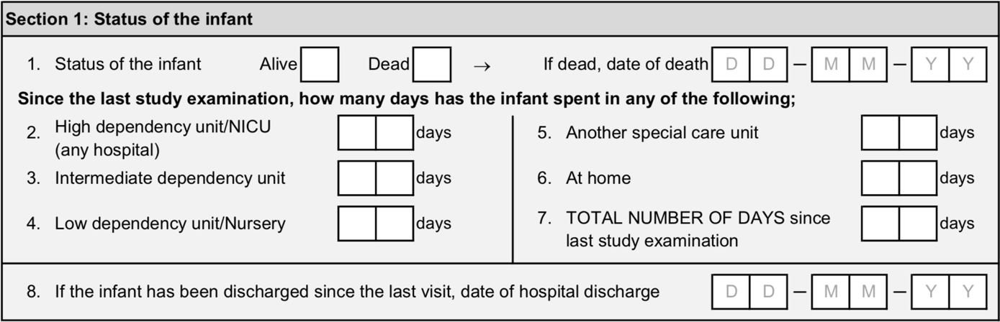 Section 1: Status of the infant
1. Status of the infant Alive Dead → If dead, date of death D D – M M – Y Y
Since the last study examination, how many days has the infant spent in any of the following;
2. High dependency unit/NICU
(any hospital) days
3. Intermediate dependency unit days
4. Low dependency unit/Nursery days
5. Another special care unit days
6. At home days
7. TOTAL NUMBER OF DAYS since
last study examination days
8. If the infant has been discharged since the last visit, date of hospital discharge D D – M M – Y Y